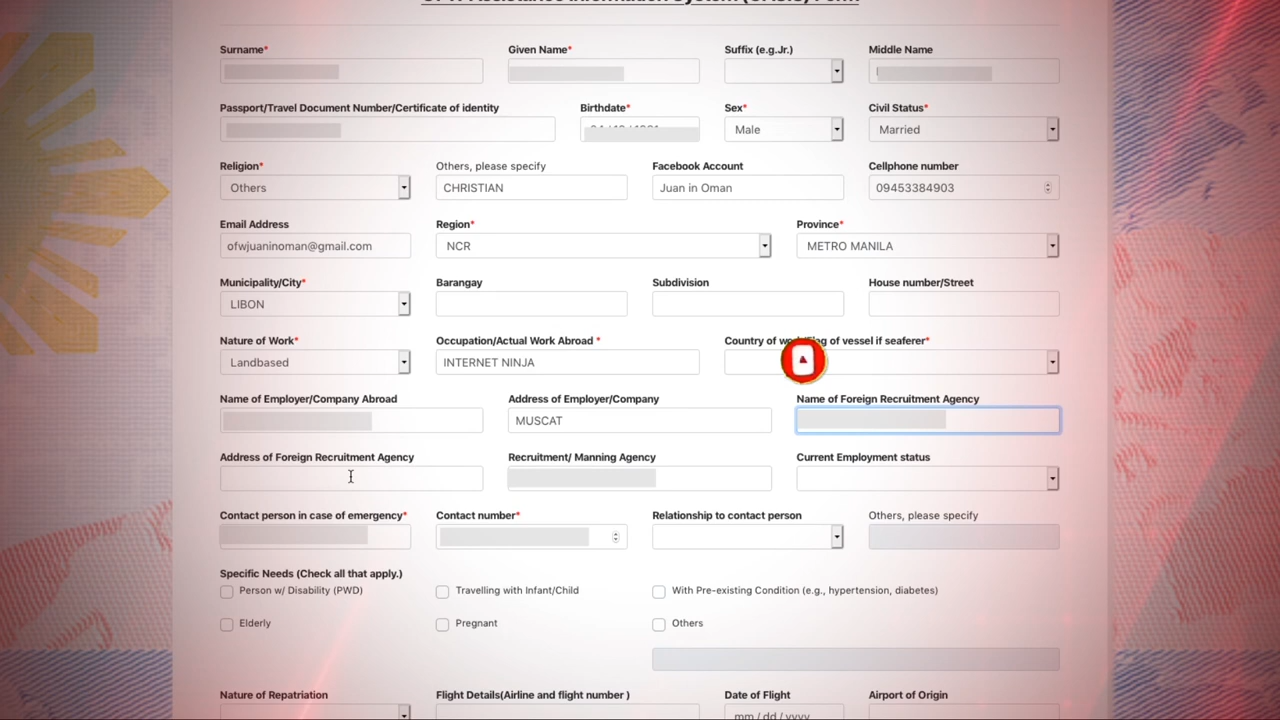 Surname* Given Name* Suffix (e.g.Jr.) Middle Name
Passport/Travel Document Number/Certificate of identity Birthdate* Sex* Civil Status*
Male Married
Religion* Others, please specify Facebook Account Cellphone number
Others CHRISTIAN Juan in Oman 09453384903
Email Address Region* Province*
ofwjuaninoman@gmail.com NCR METRO MANILA
Municipality/City* Barangay Subdivision House number/Street
LIBON
Nature of Work* Occupation/Actual Work Abroad * Country of of vessel if seaferer*
Landbased INTERNET NINJA
Name of Employer/Company Abroad Address of Employer/Company Name of Foreign Recruitment Agency
MUSCAT
Address of Foreign Recruitment Agency Recruitment/ Manning Agency Current Employment status
Contact person in case of emergency* Contact number* Relationship to contact person Others, please specify
Specific Needs (Check all that apply.)
Person w/ Disability (PWD) Travelling with Infant/Child With Pre-existing Condition (e.g., hypertension, diabetes)
Elderly Pregnant Others
Nature of Repatriation Flight Details(Airline and flight number ) Date of Flight Airport of Origin
mm / dd / yyyy